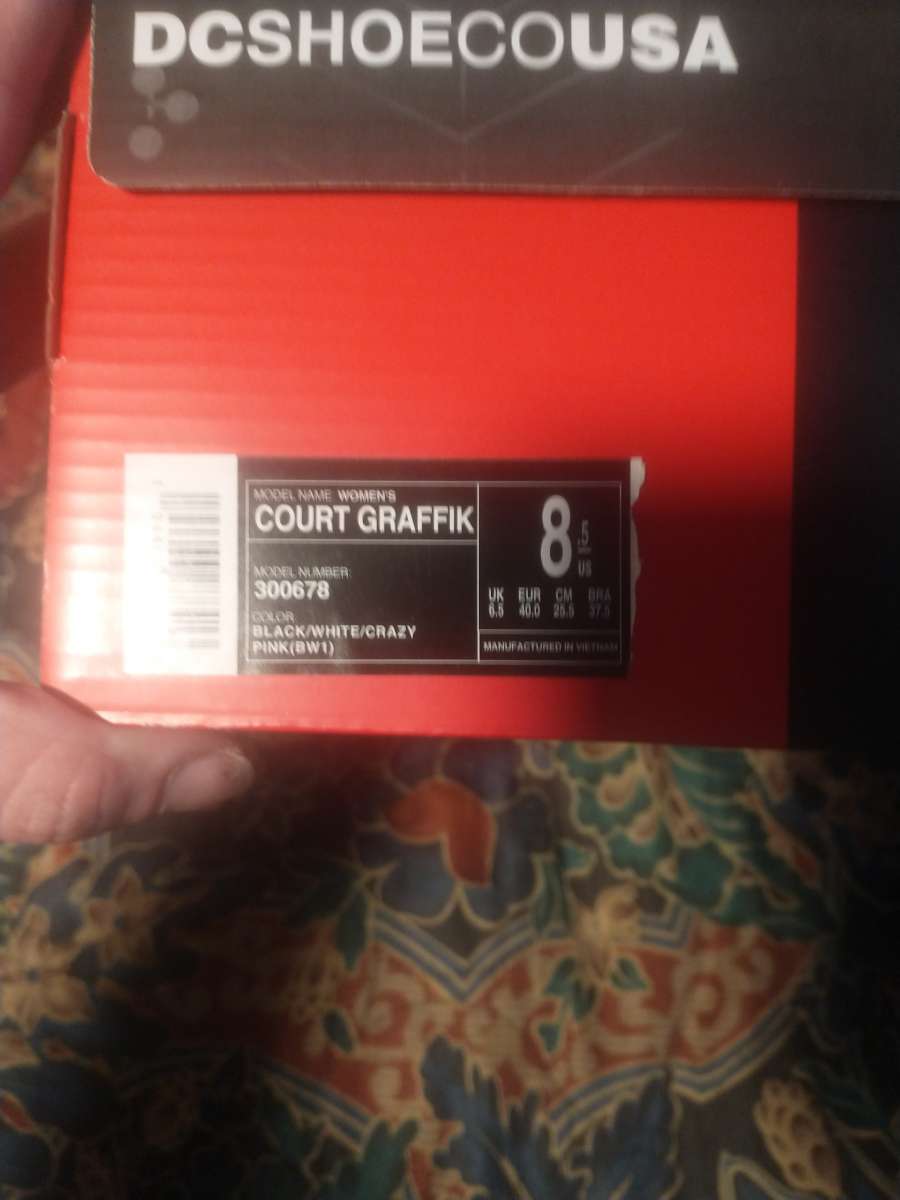 DCSHOECOUSA
MODEL NAME WOMEN'S
COURT GRAFFIK
MODEL NUMBER:
300678
COLOR
BLACK/WHITE/CRAZY
PINK(BW1)
8.5
US
UK EUR CM BRA
6.5 40.0 25.5 37.5
MANUFACTURED IN VIETNAM